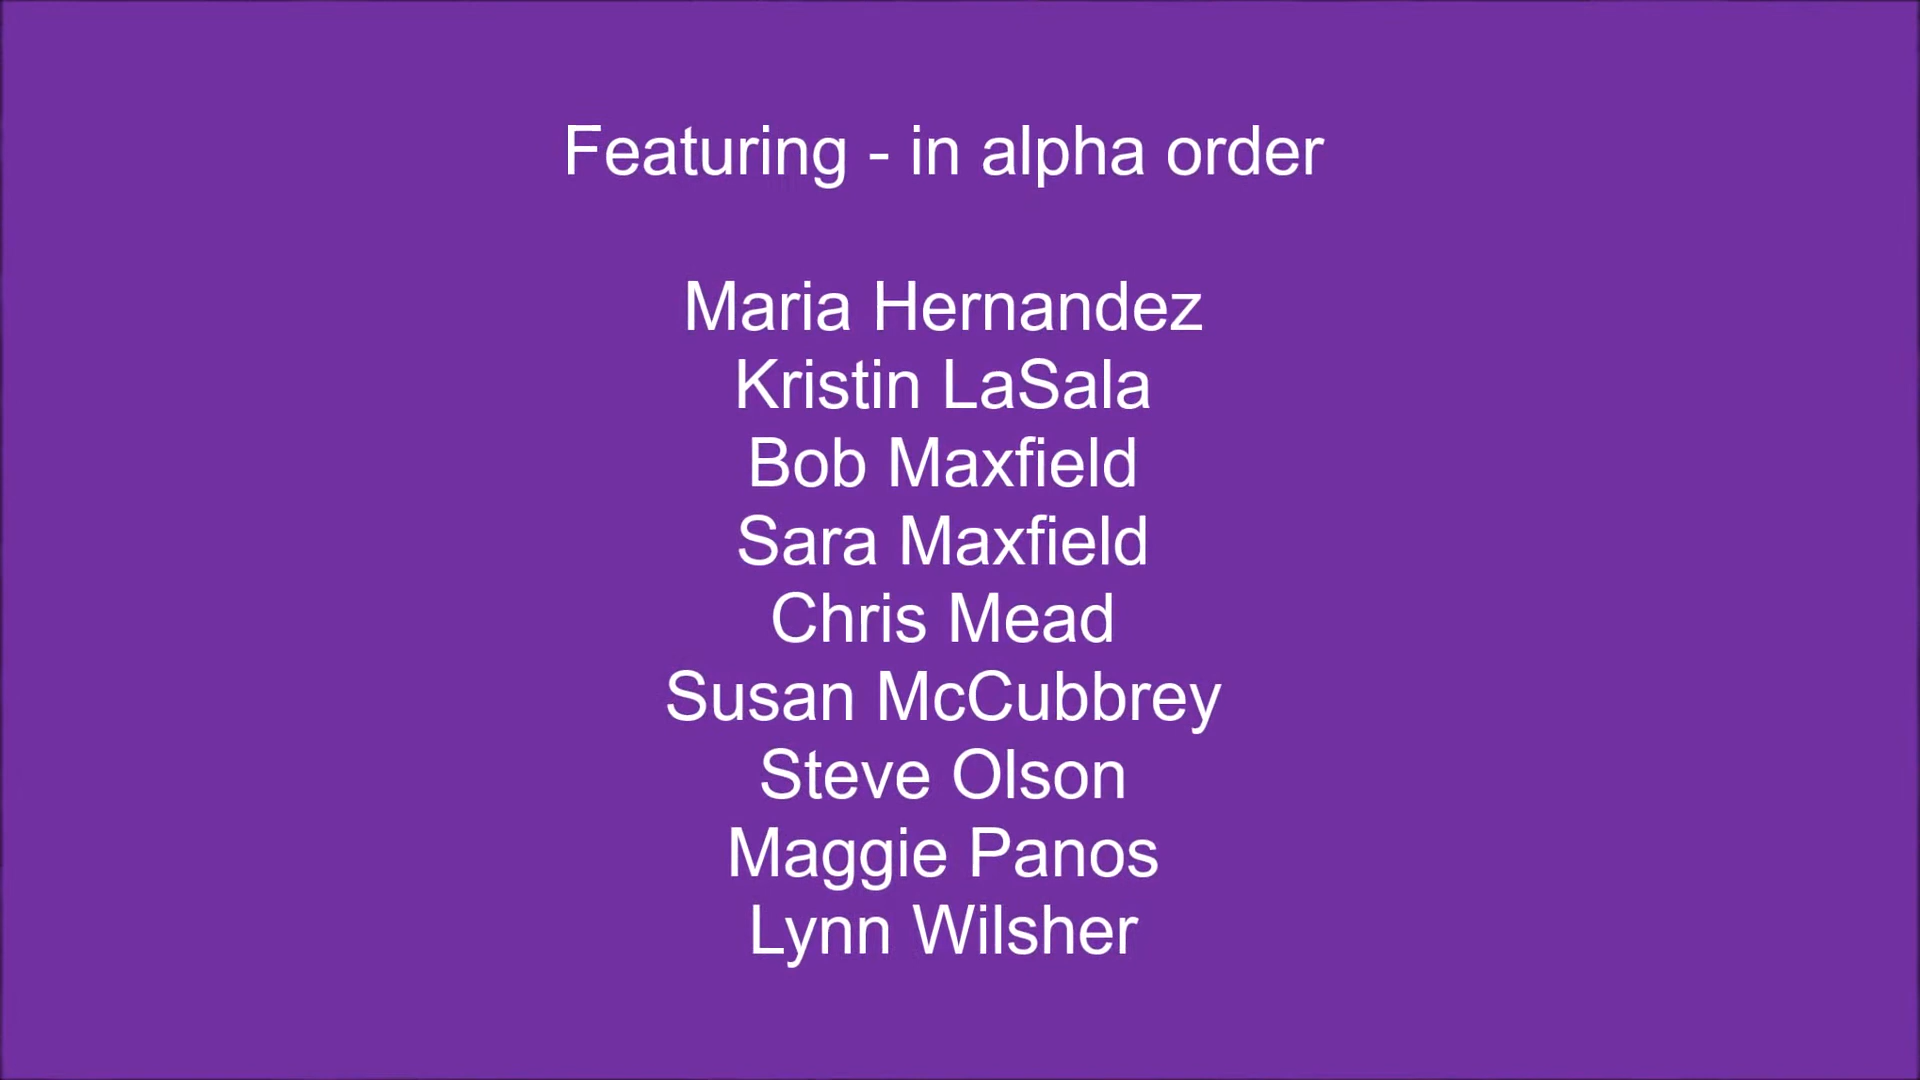 Featuring - in alpha order
Maria Hernandez
Kristin LaSala
Bob Maxfield
Sara Maxfield
Chris Mead
Susan McCubbrey
Steve Olson
Maggie Panos
Lynn Wilsher